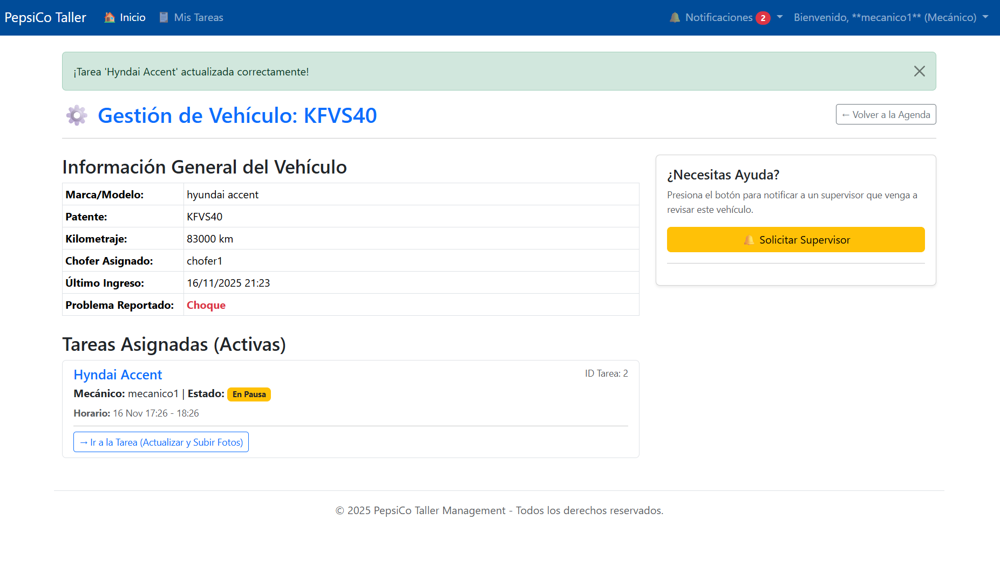 PepsiCo Taller Inicio Mis Tareas Notificaciones 2 Bienvenido, **mecanico1** (Mecánico)
¡Tarea 'Hyndai Accent' actualizada correctamente!
Gestión de Vehículo: KFVS40
← Volver a la Agenda
Información General del Vehículo
Marca/Modelo: hyundai accent
Patente: KFVS40
Kilometraje: 83000 km
Chofer Asignado: chofer1
Último Ingreso: 16/11/2025 21:23
Problema Reportado: Choque
¿Necesitas Ayuda?
Presiona el botón para notificar a un supervisor que venga a
revisar este vehículo.
Solicitar Supervisor
Tareas Asignadas (Activas)
Hyndai Accent
ID Tarea: 2
Mecánico: mecanico1 | Estado: En Pausa
Horario: 16 Nov 17:26 - 18:26
→ Ir a la Tarea (Actualizar y Subir Fotos)
© 2025 PepsiCo Taller Management - Todos los derechos reservados.